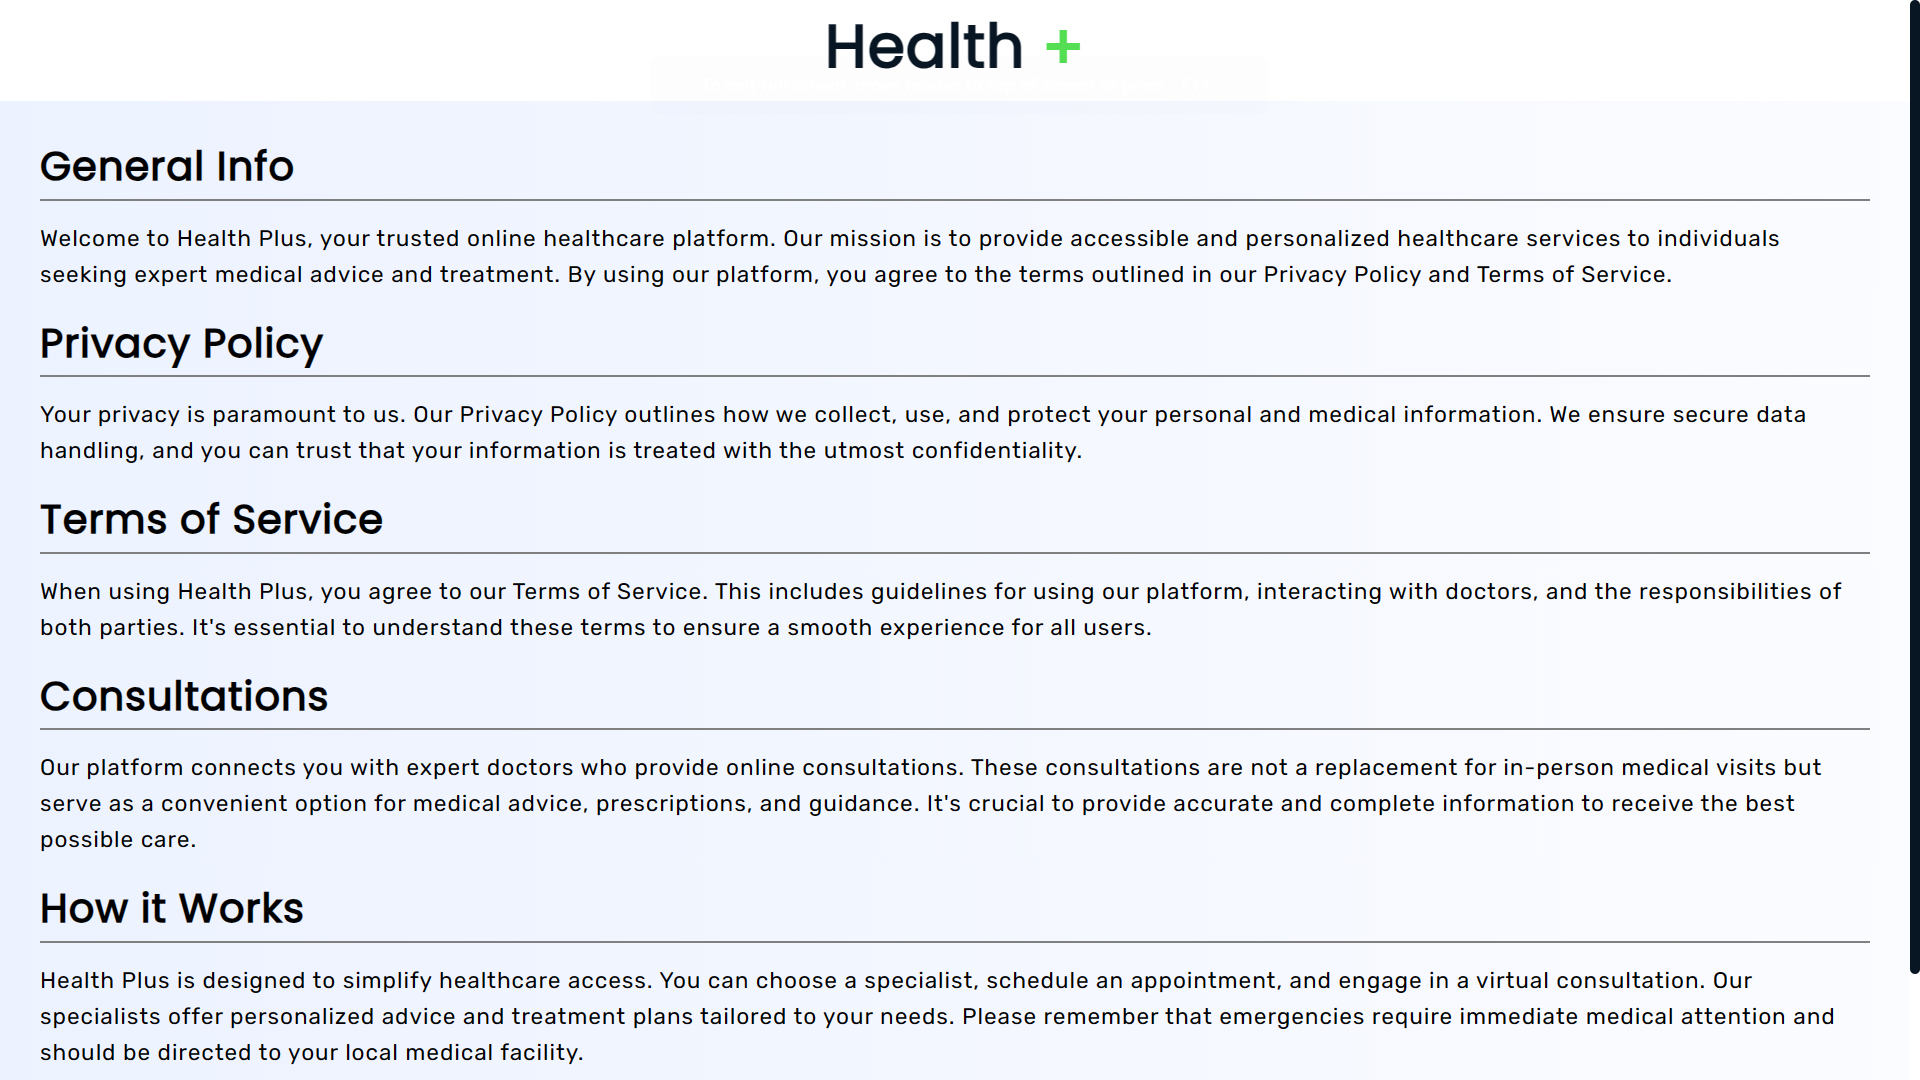 Health +
General Info
Welcome to Health Plus, your trusted online healthcare platform. Our mission is to provide accessible and personalized healthcare services to individuals
seeking expert medical advice and treatment. By using our platform, you agree to the terms outlined in our Privacy Policy and Terms of Service.
Privacy Policy
Your privacy is paramount to us. Our Privacy Policy outlines how we collect, use, and protect your personal and medical information. We ensure secure data
handling, and you can trust that your information is treated with the utmost confidentiality.
Terms of Service
When using Health Plus, you agree to our Terms of Service. This includes guidelines for using our platform, interacting with doctors, and the responsibilities of
both parties. It's essential to understand these terms to ensure a smooth experience for all users.
Consultations
Our platform connects you with expert doctors who provide online consultations. These consultations are not a replacement for in-person medical visits but
serve as a convenient option for medical advice, prescriptions, and guidance. It's crucial to provide accurate and complete information to receive the best
possible care.
How it Works
Health Plus is designed to simplify healthcare access. You can choose a specialist, schedule an appointment, and engage in a virtual consultation. Our
specialists offer personalized advice and treatment plans tailored to your needs. Please remember that emergencies require immediate medical attention and
should be directed to your local medical facility.